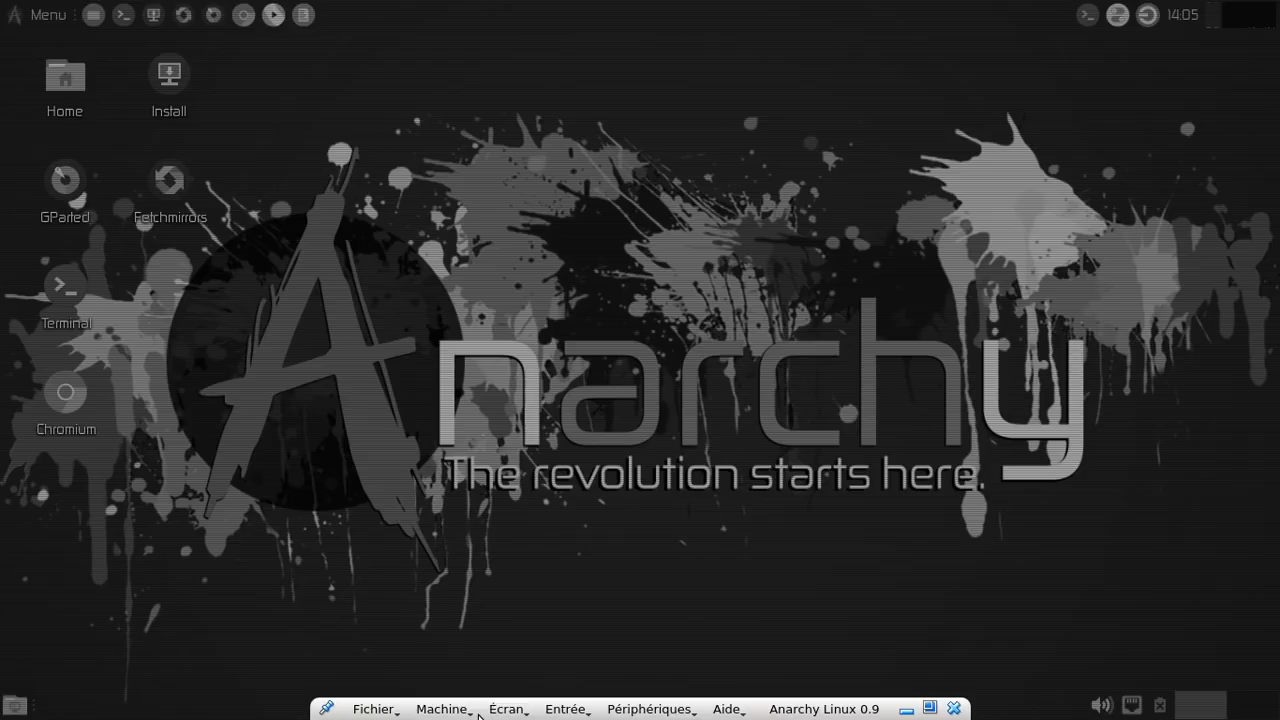 Menu
14:05
Home
Install
GParted
Fetchmirrors
Terminal
Chromium
Anarchy
The revolution starts here.
Fichier Machine Écran Entrée Périphériques Aide Anarchy Linux 0.9